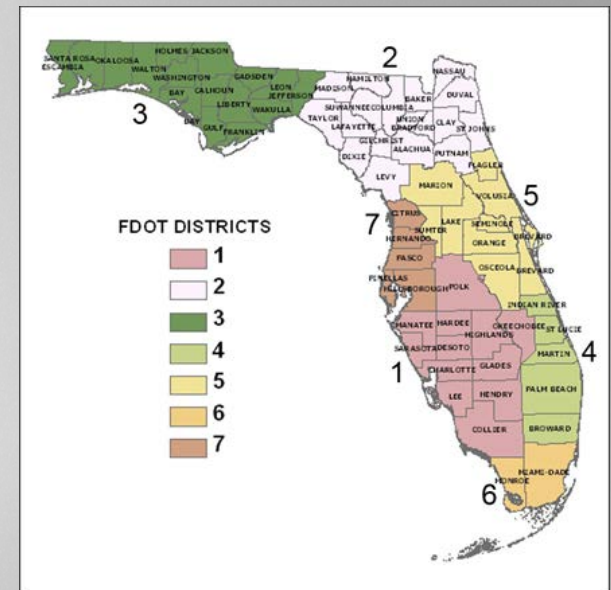 2
HOLMES JACKSON
SANTA ROSA OKALOOSA
ESCAMBIA
WALTON
WASHINGTON
GADSDEN
BAY
CALHOUN
LEON
JEFFERSON
LIBERTY
WAKULLA
BAY
GULF
FRANKLIN
3
NASSAU
HAMILTON
MADISON
DUVAL
BAKER
SUWANNEE COLUMBIA
TAYLOR
UNION
CLAY
LAFAYETTE
BRADFORD
ST JOHNS
GILCHRIST
DIXIE
ALACHUA
PUTNAM
FLAGLER
LEVY
MARION
VOLUSIA
5
7
CITRUS
LAKE
SEMINOLE
SUMTER
HERNANDO
ORANGE
BREVARD
PASCO
OSCEOLA
BREVARD
PINELLAS
HILLSBOROUGH
POLK
INDIAN RIVER
MANATEE
HARDEE
OKEECHOBEE
ST LUCIE
HIGHLANDS
SARASOTA
DESOTO
MARTIN
4
1
CHARLOTTE
GLADES
LEE
HENDRY
PALM BEACH
COLLIER
BROWARD
MIAMI-DADE
MONROE
6
FDOT DISTRICTS
1
2
3
4
5
6
7